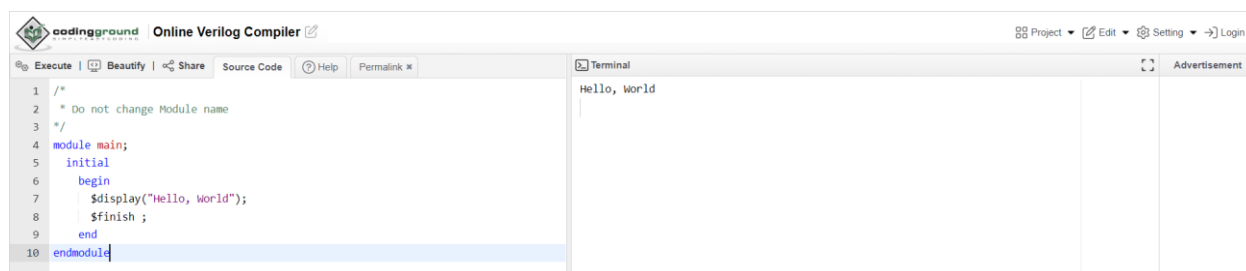 codingground Online Verilog Compiler Project Edit Setting Login
SIMPLY EASY CODING
Execute | Beautify | Share Source Code Help Permalink Terminal Advertisement
1 /*
2 * Do not change Module name
3 */
4 module main;
5 initial
6 begin
7 $display("Hello, World");
8 $finish ;
9 end
10 endmodule
Hello, World